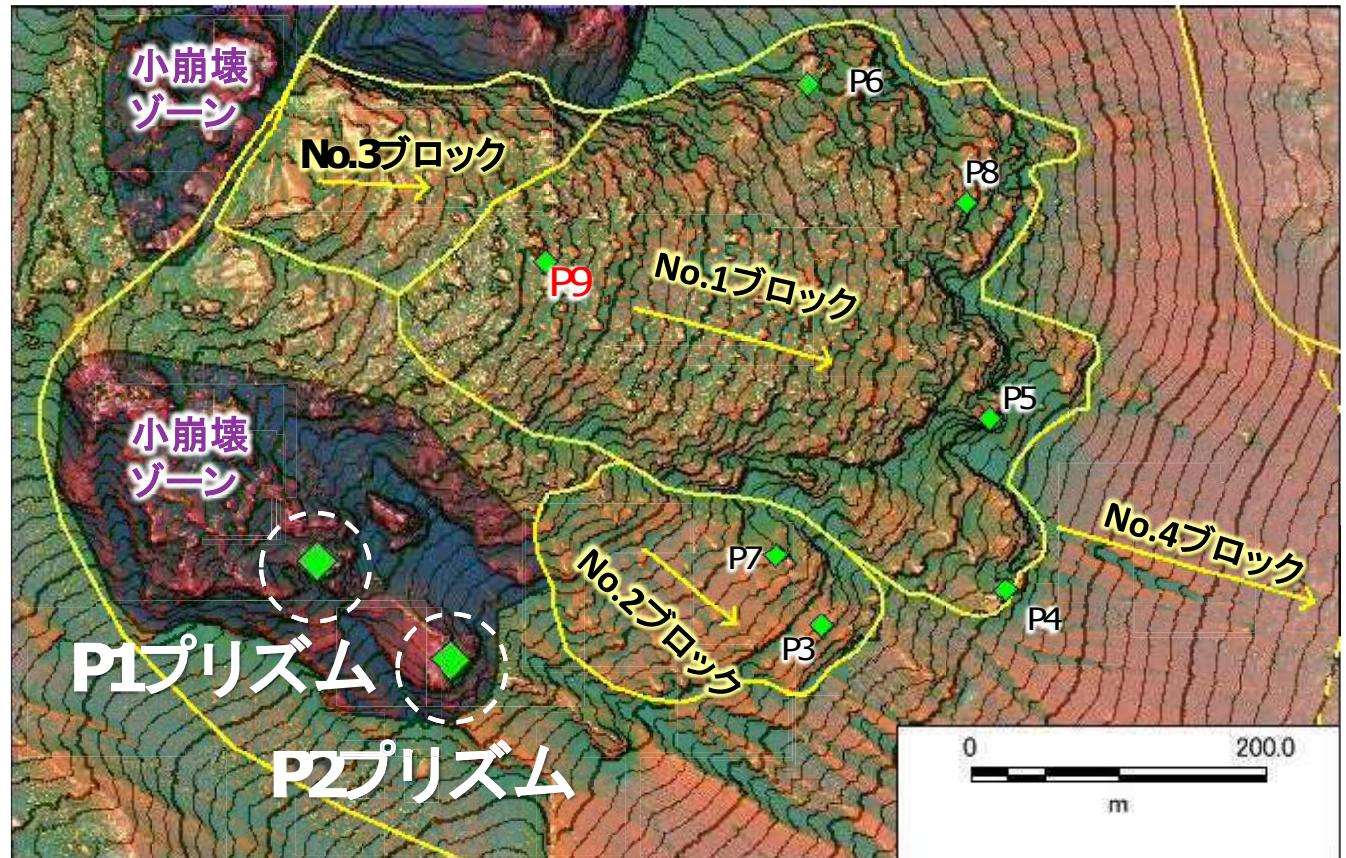 小崩壊
ゾーン
No.3ブロック
P6
P8
P9
No.1ブロック
P5
小崩壊
ゾーン
No.4ブロック
P7
No.2ブロック
P4
P3
P1プリズム
P2プリズム
0 200.0
m